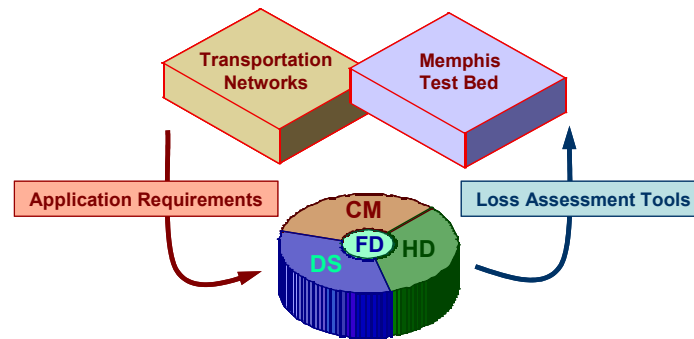 Transportation
Networks
Memphis
Test Bed
Application Requirements
Loss Assessment Tools
CM
FD
DS
HD